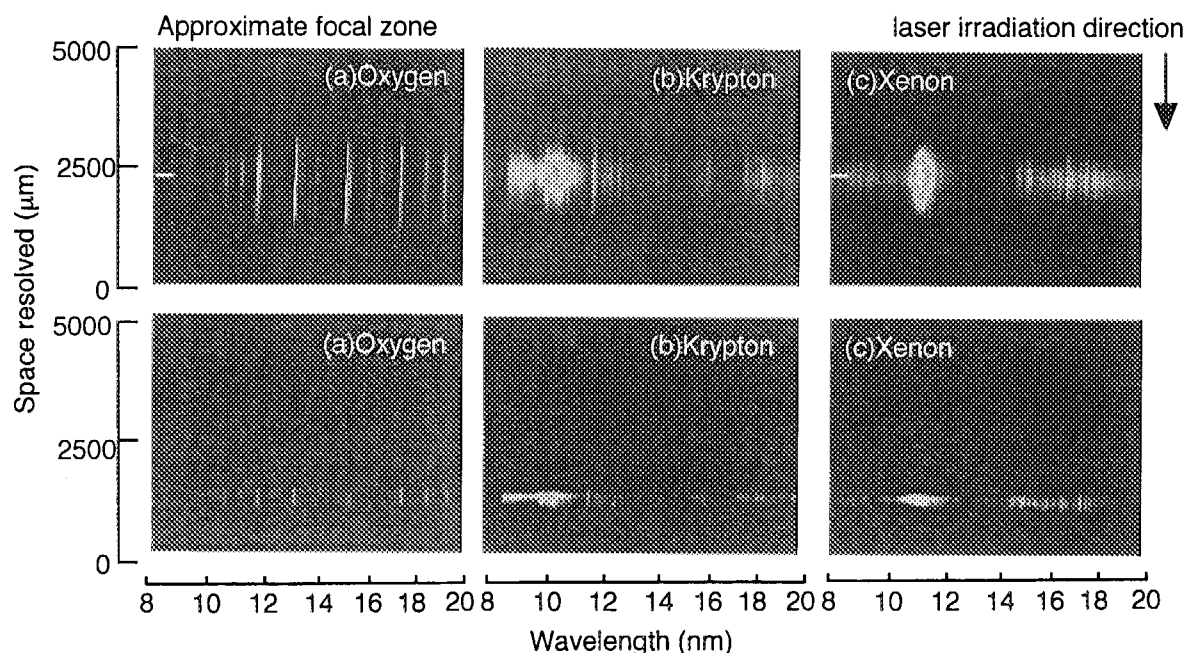 Approximate focal zone
laser irradiation direction
5000
2500
0
Space resolved (μm)
(a)Oxygen
(b)Krypton
(c)Xenon
5000
2500
0
(a)Oxygen
(b)Krypton
(c)Xenon
8 10 12 14 16 18 20
8 10 12 14 16 18 20
8 10 12 14 16 18 20
Wavelength (nm)